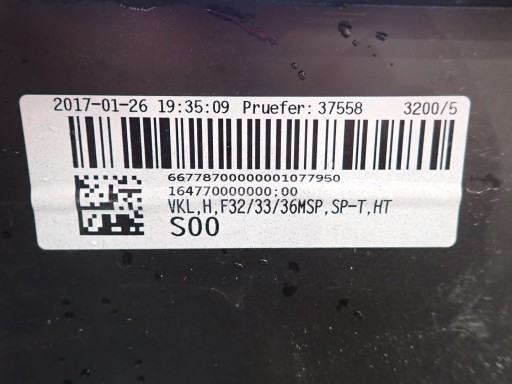 2017-01-26 19:35:09 Pruefer:37558 3200/5
66778700000001077950
164770000000;00
VKL,H,F32/33/36MSP,SP-T,HT
S00